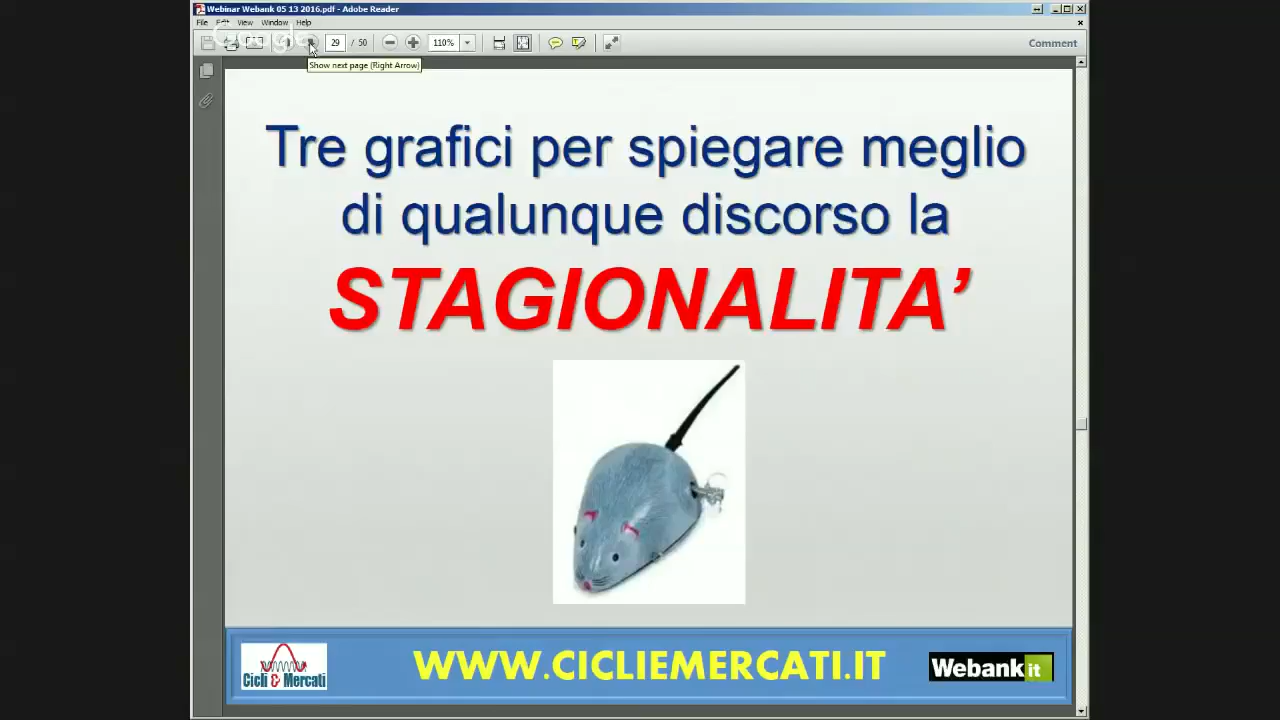 Webinar Webank 05 13 2016.pdf - Adobe Reader
File Edit View Window Help
29 / 50 110% Comment
Show next page (Right Arrow)
Tre grafici per spiegare meglio
di qualunque discorso la
STAGIONALITA’
Cicli & Mercati
WWW.CICLIEMERCATI.IT
Webank it